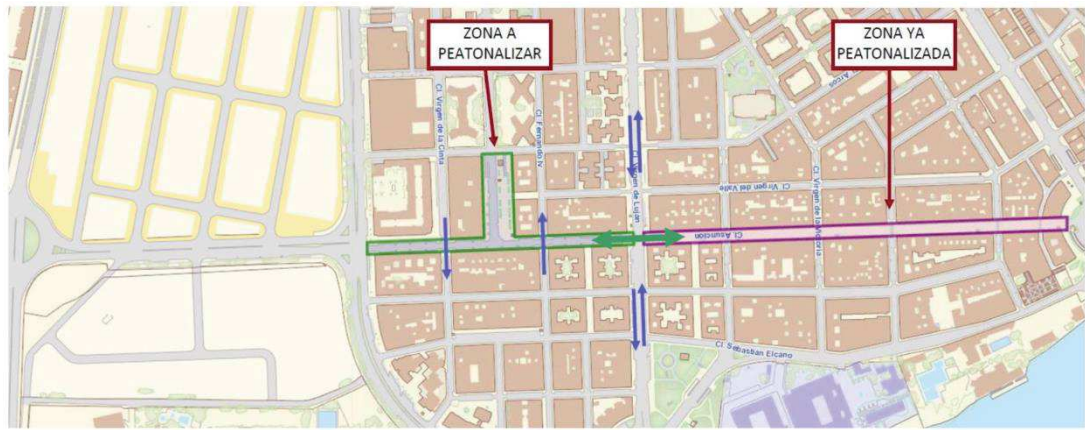 ZONA A
PEATONALIZAR
ZONA YA
PEATONALIZADA
Arcos
Cl. Virgen de la Cinta
Cl. Fernando IV
Cl. Virgen de Luján
Cl. Virgen del Valle
Cl. Virgen de la Victoria
Cl. Asunción
Cl. Sebastián Elcano